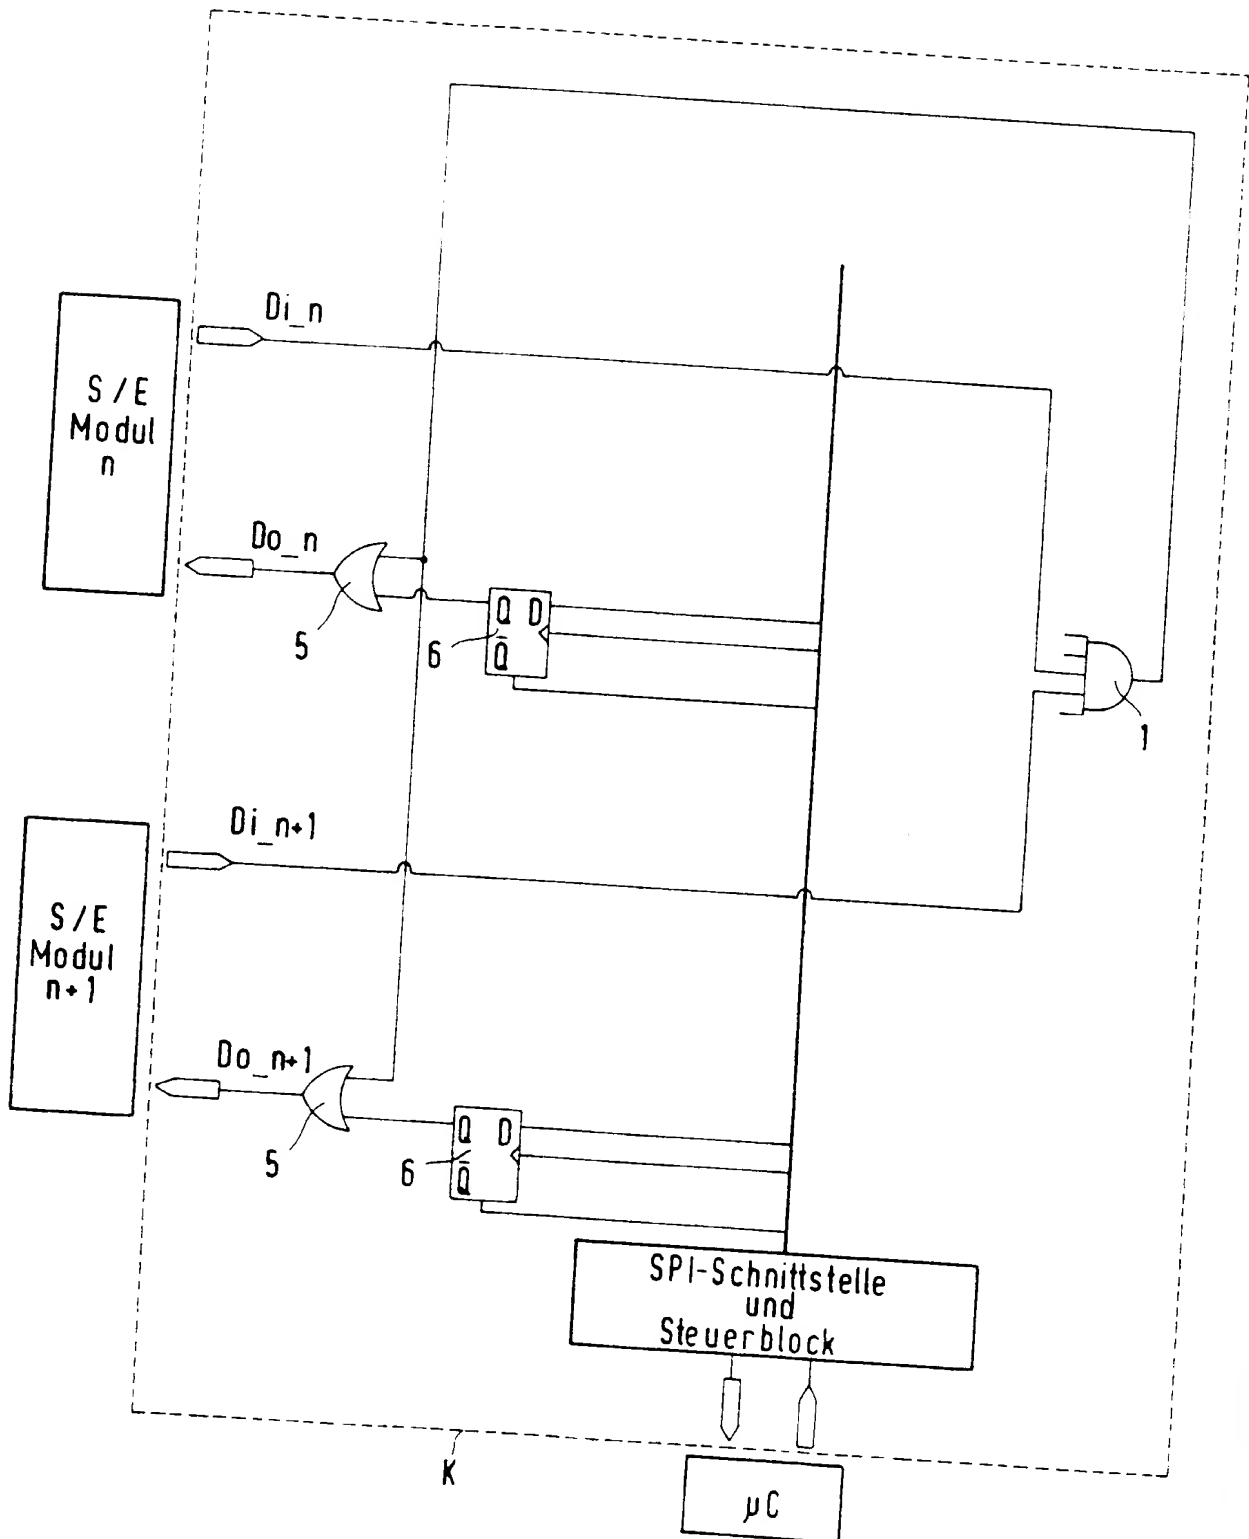 Di_n
S/E
Modul
n
Do_n
5
6
Q D
Q̅
1
Di_n+1
S/E
Modul
n+1
Do_n+1
5
6
Q D
Q̅
SPI-Schnittstelle
und
Steuerblock
K
µC